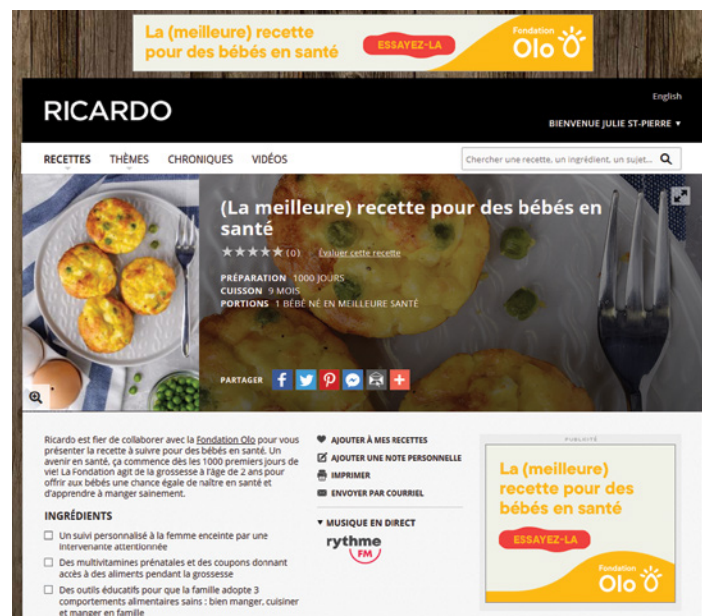 La (meilleure) recette
pour des bébés en santé
ESSAYEZ-LA
Fondation
Olo
RICARDO
English
BIENVENUE JULIE ST-PIERRE ▼
RECETTES THÈMES CHRONIQUES VIDÉOS
Chercher une recette, un ingrédient, un sujet...
(La meilleure) recette pour des bébés en
santé
★★★★★ (0) Évaluer cette recette
PRÉPARATION 1000 JOURS
CUISSON 9 MOIS
PORTIONS 1 BÉBÉ NÉ EN MEILLEURE SANTÉ
PARTAGER
Ricardo est fier de collaborer avec la Fondation Olo pour vous
présenter la recette à suivre pour des bébés en santé. Un
avenir en santé, ça commence dès les 1000 premiers jours de
vie! La Fondation agit de la grossesse à l'âge de 2 ans pour
offrir aux bébés une chance égale de naître en santé et
d'apprendre à manger sainement.
INGRÉDIENTS
Un suivi personnalisé à la femme enceinte par une
intervenante attentionnée
Des multivitamines prénatales et des coupons donnant
accès à des aliments pendant la grossesse
Des outils éducatifs pour que la famille adopte 3
comportements alimentaires sains : bien manger, cuisiner
et manger en famille
AJOUTER À MES RECETTES
AJOUTER UNE NOTE PERSONNELLE
IMPRIMER
ENVOYER PAR COURRIEL
▼ MUSIQUE EN DIRECT
rythme
FM
PUBLICITÉ
La (meilleure)
recette pour des
bébés en santé
ESSAYEZ-LA
Fondation
Olo